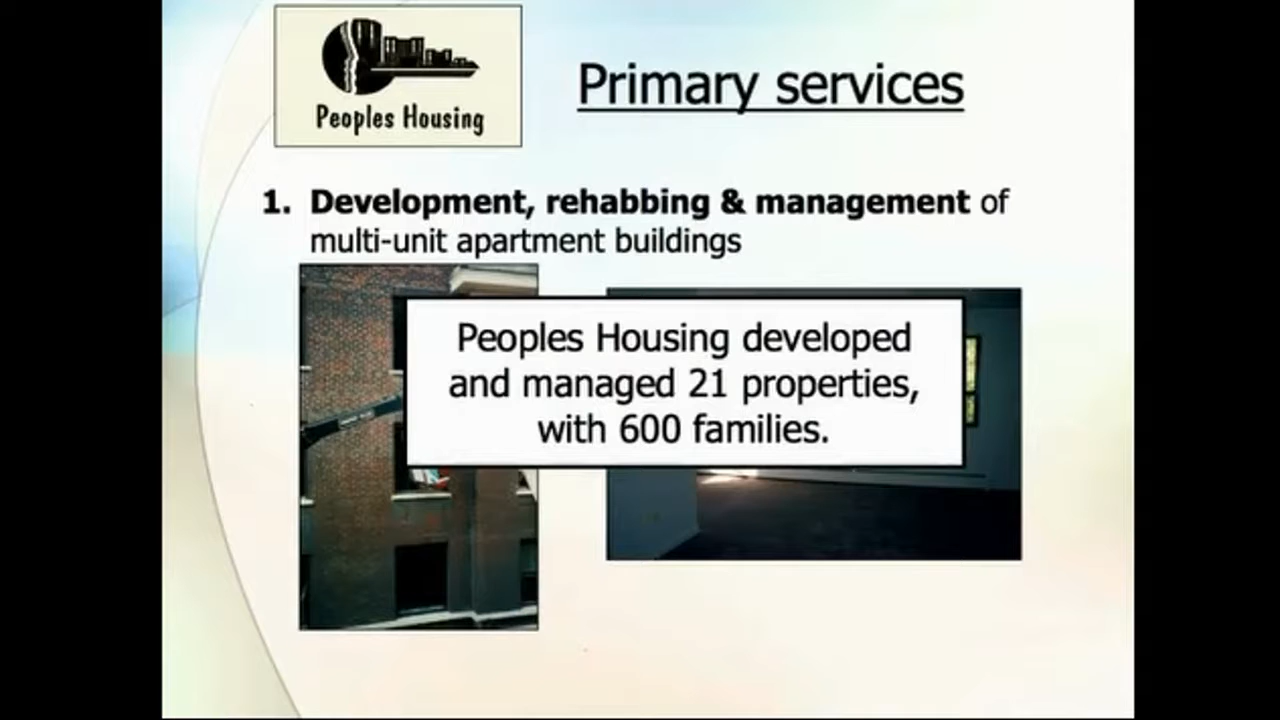 Peoples Housing
Primary services
1. Development, rehabbing & management of
multi-unit apartment buildings
Peoples Housing developed
and managed 21 properties,
with 600 families.